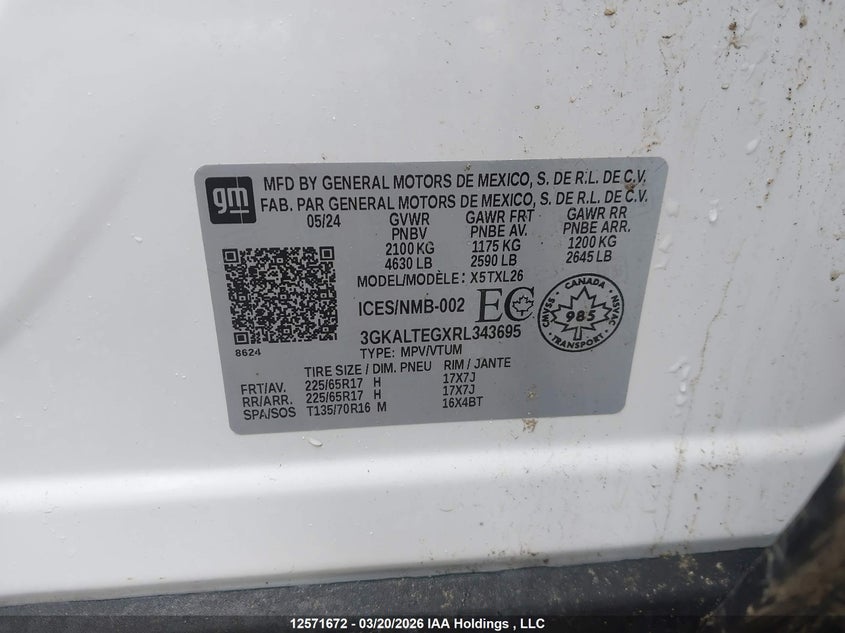 gm
MFD BY GENERAL MOTORS DE MEXICO, S. DE R.L. DE C.V.
FAB. PAR GENERAL MOTORS DE MEXICO, S. DE R.L. DE C.V.
05/24 GVWR GAWR FRT GAWR RR
PNBV PNBE AV. PNBE ARR.
2100 KG 1175 KG 1200 KG
4630 LB 2590 LB 2645 LB
MODEL/MODÈLE: X5TXL26
ICES/NMB-002 EC
CANADA
CMVSS 985 NSVAC
TRANSPORT
3GKALTEGXRL343695
8624
TYPE: MPV/VTUM
TIRE SIZE / DIM. PNEU RIM / JANTE
FRT/AV. 225/65R17 H 17X7J
RR/ARR. 225/65R17 H 17X7J
SPA/SOS T135/70R16 M 16X4BT
12571672 - 03/20/2026 IAA Holdings , LLC